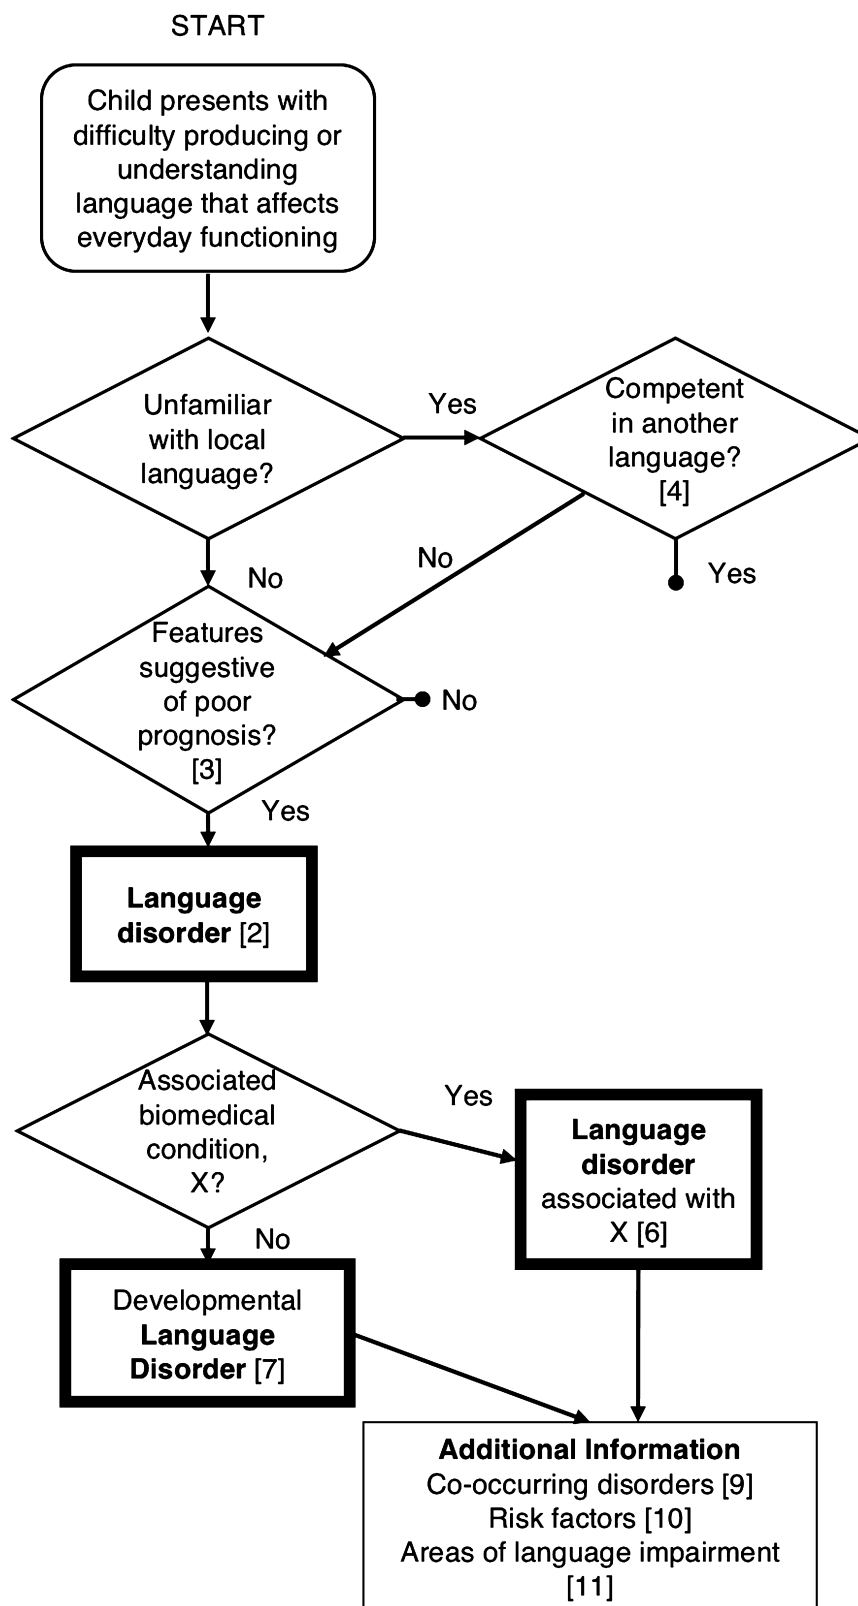 START
Child presents with
difficulty producing or
understanding
language that affects
everyday functioning
Unfamiliar
with local
language?
Yes
Competent
in another
language?
[4]
No
No
Yes
Features
suggestive
of poor
prognosis?
[3]
No
Yes
Language
disorder [2]
Associated
biomedical
condition,
X?
Yes
Language
disorder
associated with
X [6]
No
Developmental
Language
Disorder [7]
Additional Information
Co-occurring disorders [9]
Risk factors [10]
Areas of language impairment
[11]